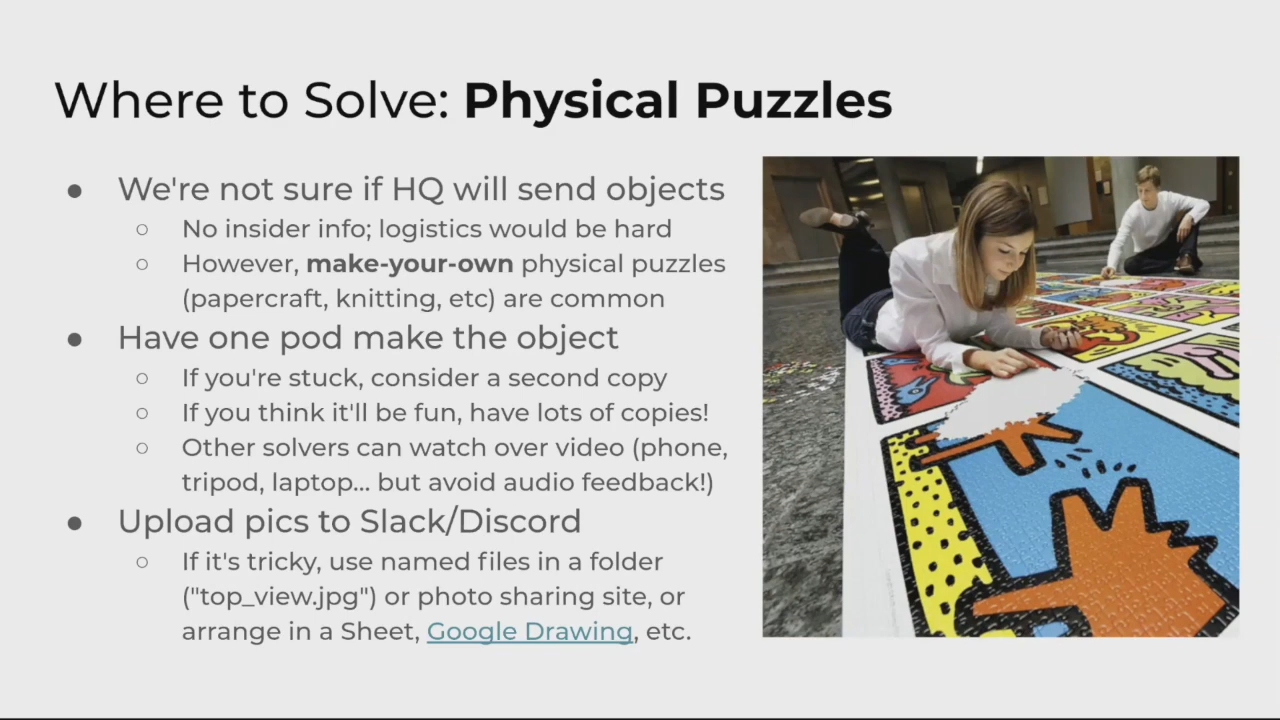 Where to Solve: Physical Puzzles
● We're not sure if HQ will send objects
○ No insider info; logistics would be hard
○ However, make-your-own physical puzzles
(papercraft, knitting, etc) are common
● Have one pod make the object
○ If you're stuck, consider a second copy
○ If you think it'll be fun, have lots of copies!
○ Other solvers can watch over video (phone,
tripod, laptop... but avoid audio feedback!)
● Upload pics to Slack/Discord
○ If it's tricky, use named files in a folder
("top_view.jpg") or photo sharing site, or
arrange in a Sheet, Google Drawing, etc.